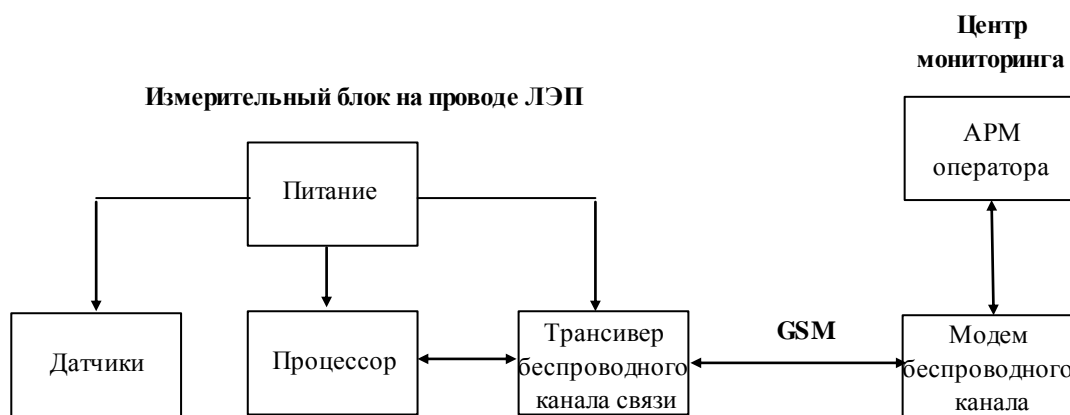 Центр
мониторинга
Измерительный блок на проводе ЛЭП
АРМ
оператора
Питание
Датчики
Процессор
Трансивер
беспроводного
канала связи
GSM
Модем
беспроводного
канала